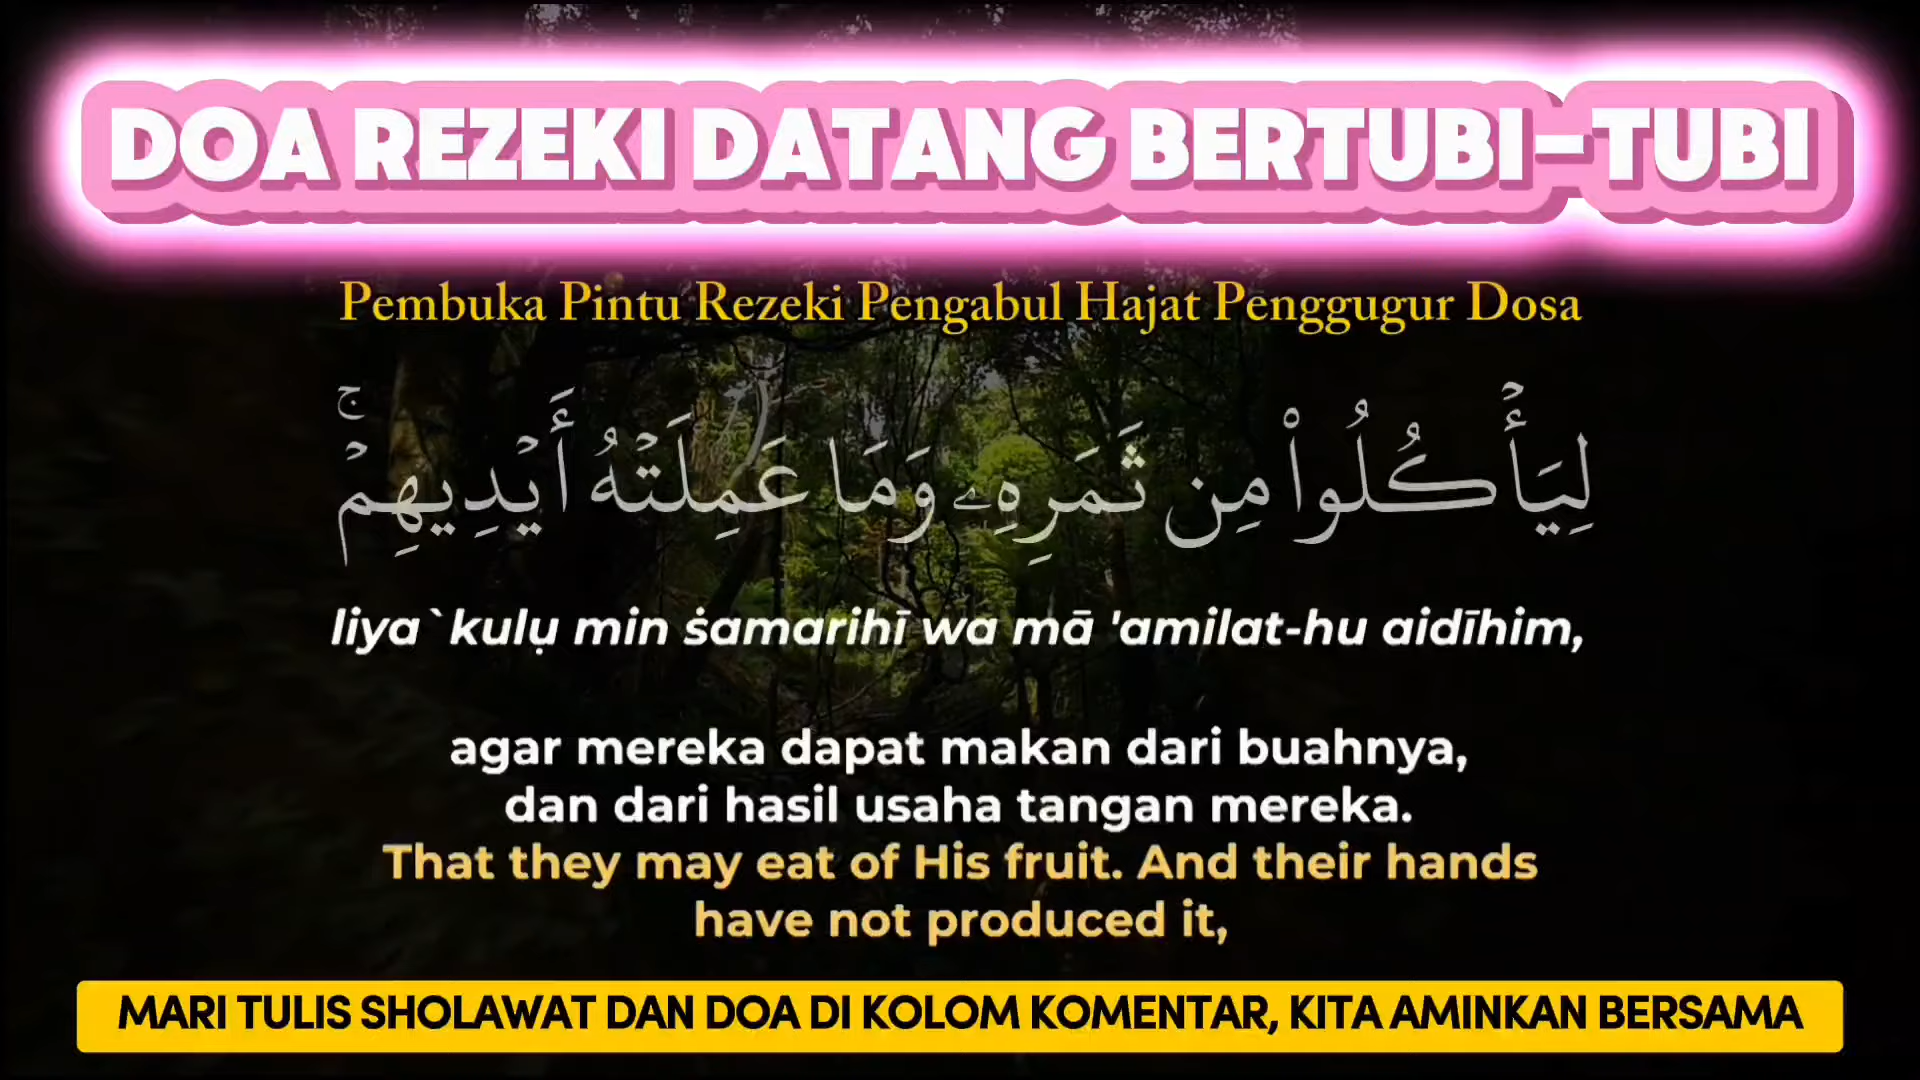 DOA REZEKI DATANG BERTUBI-TUBI
Pembuka Pintu Rezeki Pengabul Hajat Penggugur Dosa
لِيَأْكُلُوا۟ مِن ثَمَرِهِۦ وَمَا عَمِلَتْهُ أَيْدِيهِمْ ۚ
liya`kulụ min ṡamarihī wa mā 'amilat-hu aidīhim,
agar mereka dapat makan dari buahnya,
dan dari hasil usaha tangan mereka.
That they may eat of His fruit. And their hands
have not produced it,
MARI TULIS SHOLAWAT DAN DOA DI KOLOM KOMENTAR, KITA AMINKAN BERSAMA